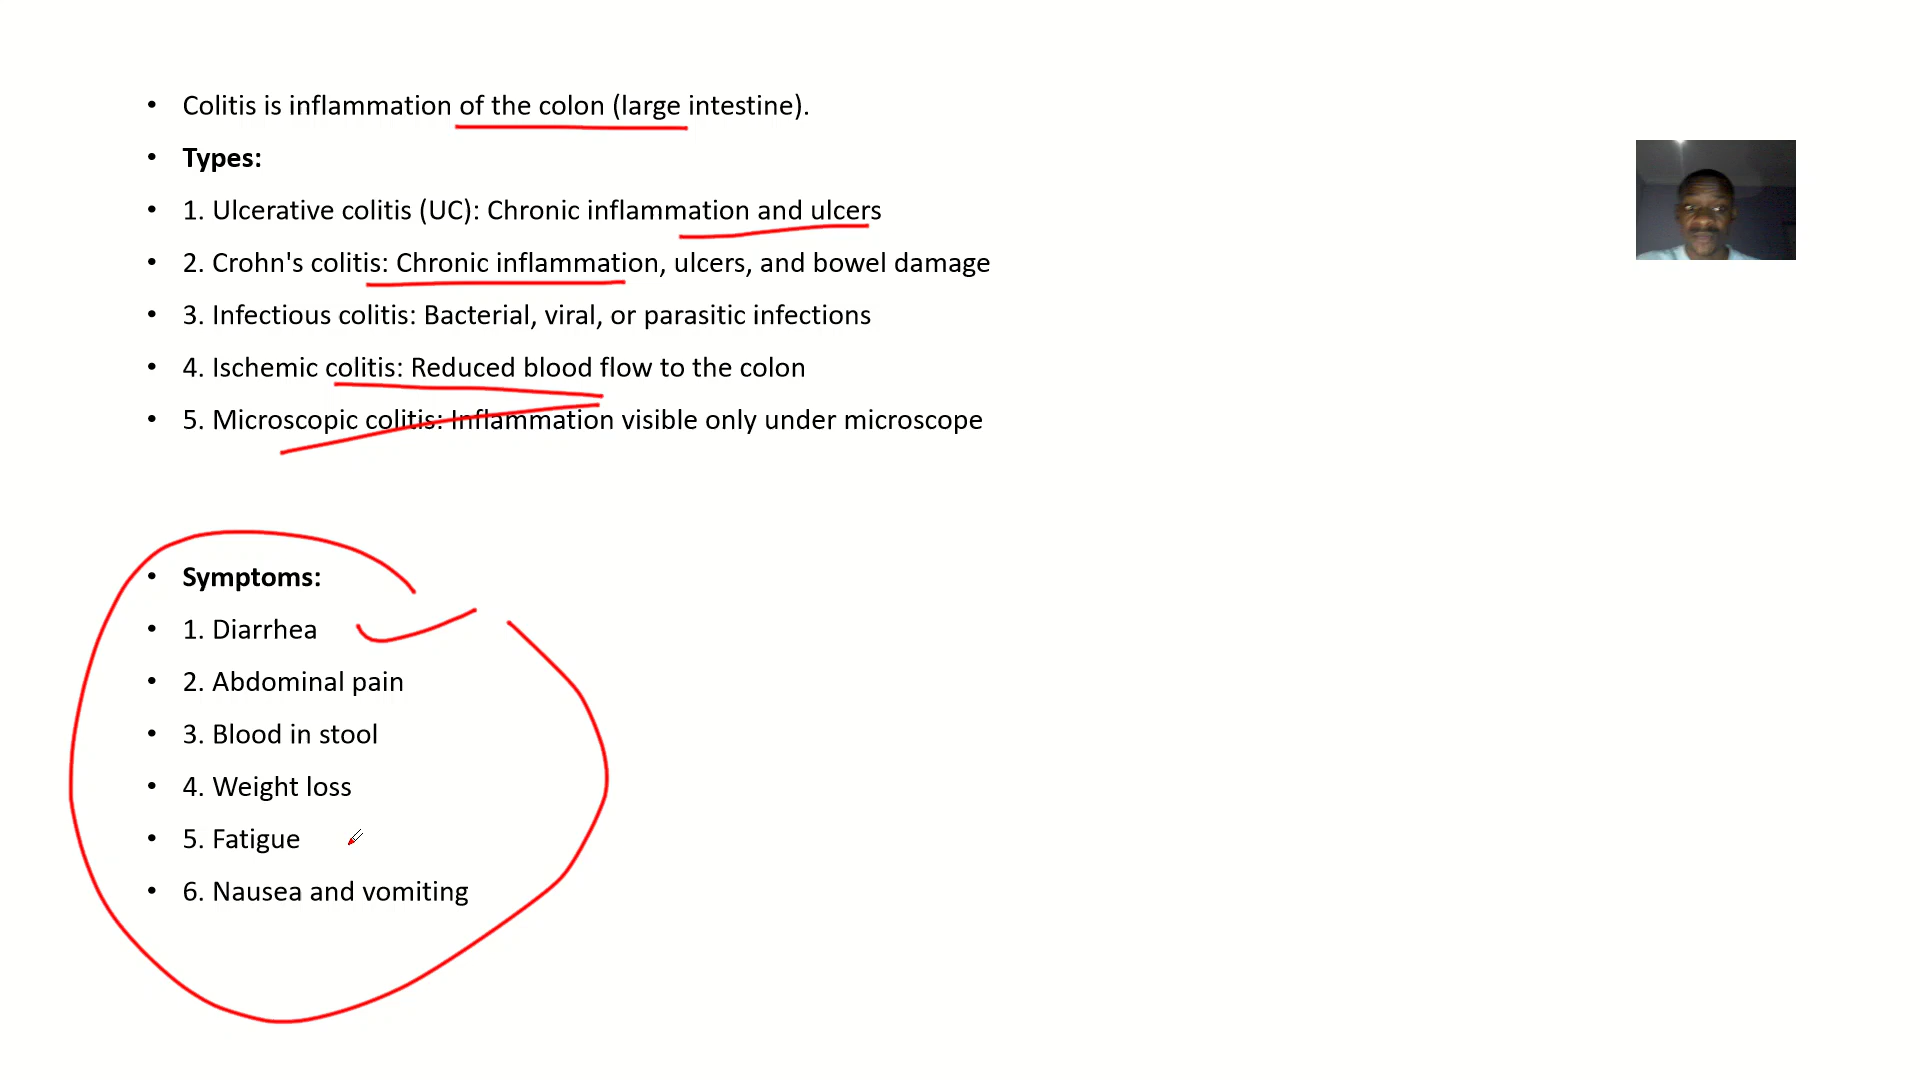 • Colitis is inflammation of the colon (large intestine).
• Types:
• 1. Ulcerative colitis (UC): Chronic inflammation and ulcers
• 2. Crohn's colitis: Chronic inflammation, ulcers, and bowel damage
• 3. Infectious colitis: Bacterial, viral, or parasitic infections
• 4. Ischemic colitis: Reduced blood flow to the colon
• 5. Microscopic colitis: Inflammation visible only under microscope
• Symptoms:
• 1. Diarrhea
• 2. Abdominal pain
• 3. Blood in stool
• 4. Weight loss
• 5. Fatigue
• 6. Nausea and vomiting